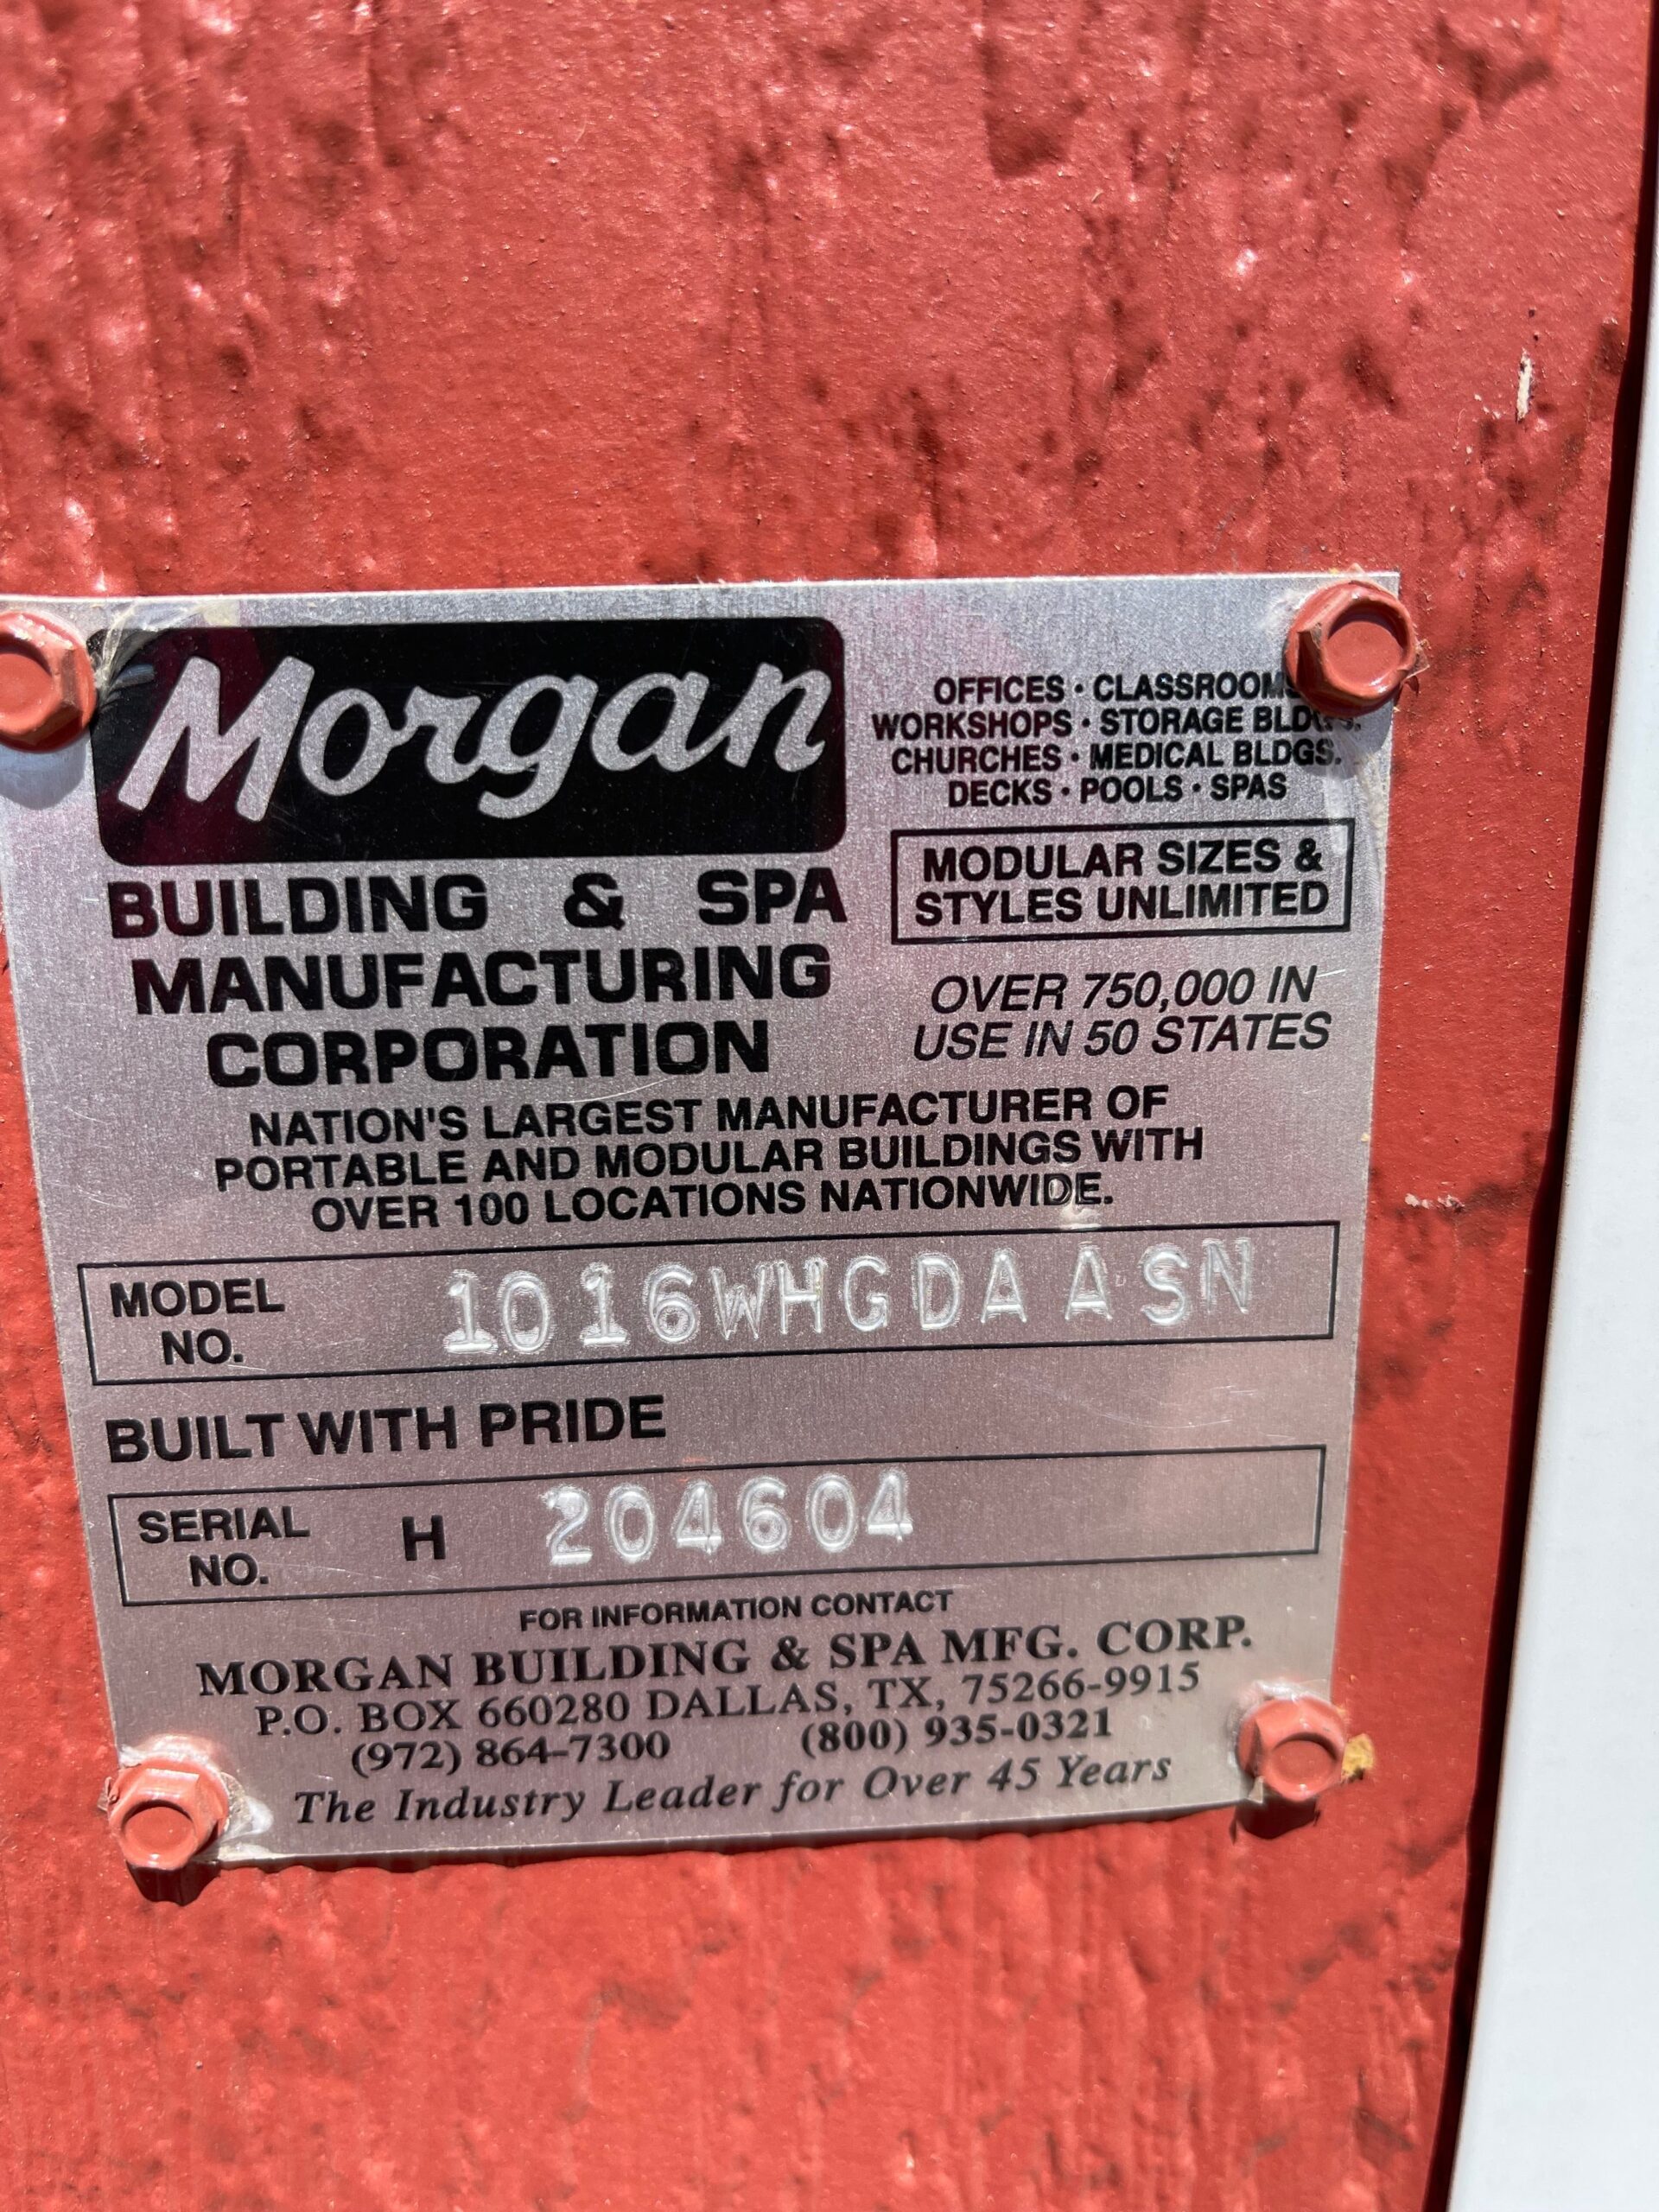 Morgan
BUILDING & SPA
MANUFACTURING
CORPORATION
OFFICES · CLASSROOMS
WORKSHOPS · STORAGE BLDGS.
CHURCHES · MEDICAL BLDGS.
DECKS · POOLS · SPAS
MODULAR SIZES &
STYLES UNLIMITED
OVER 750,000 IN
USE IN 50 STATES
NATION'S LARGEST MANUFACTURER OF
PORTABLE AND MODULAR BUILDINGS WITH
OVER 100 LOCATIONS NATIONWIDE.
MODEL NO. 1016WHGDAASN
BUILT WITH PRIDE
SERIAL NO. H 204604
FOR INFORMATION CONTACT
MORGAN BUILDING & SPA MFG. CORP.
P.O. BOX 660280 DALLAS, TX, 75266-9915
(972) 864-7300 (800) 935-0321
The Industry Leader for Over 45 Years